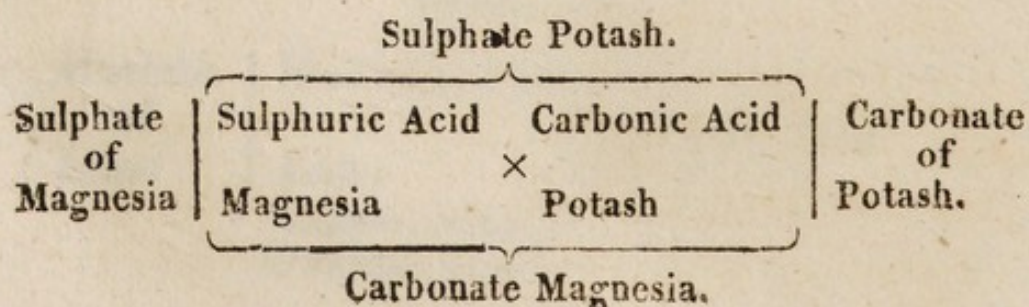 Sulphate Potash.
Sulphate
of
Magnesia
Sulphuric Acid Carbonic Acid
×
Magnesia Potash
Carbonate
of
Potash.
Carbonate Magnesia.